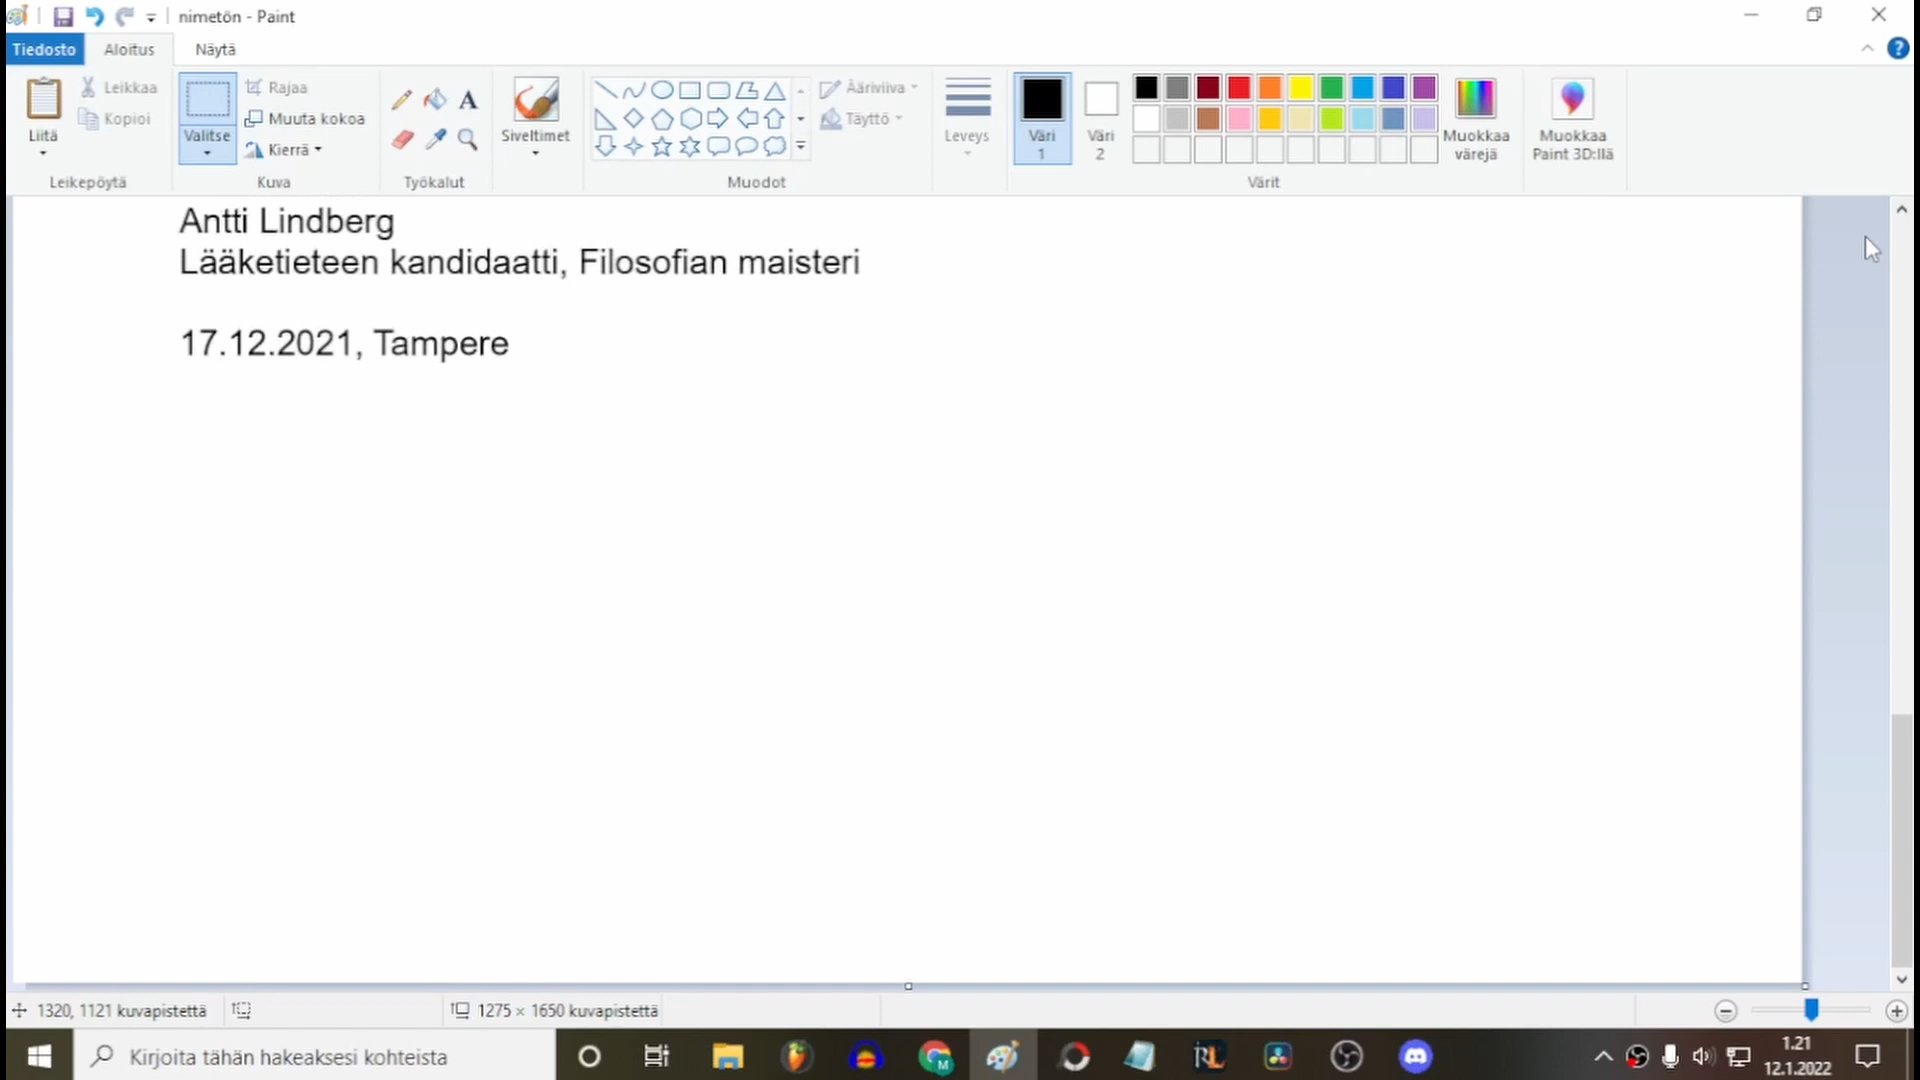 nimetön - Paint
Tiedosto Aloitus Näytä
Liitä
Leikkaa
Kopioi
Leikepöytä
Valitse
Rajaa
Muuta kokoa
Kierrä
Kuva
A
Työkalut
Siveltimet
Muodot
Ääriviiva
Täyttö
Leveys
Väri
1
Väri
2
Värit
Muokkaa
värejä
Muokkaa
Paint 3D:llä
Antti Lindberg
Lääketieteen kandidaatti, Filosofian maisteri
17.12.2021, Tampere
1320, 1121 kuvapistettä
1275 × 1650 kuvapistettä
Kirjoita tähän hakeaksesi kohteista
M
RL
1.21
12.1.2022